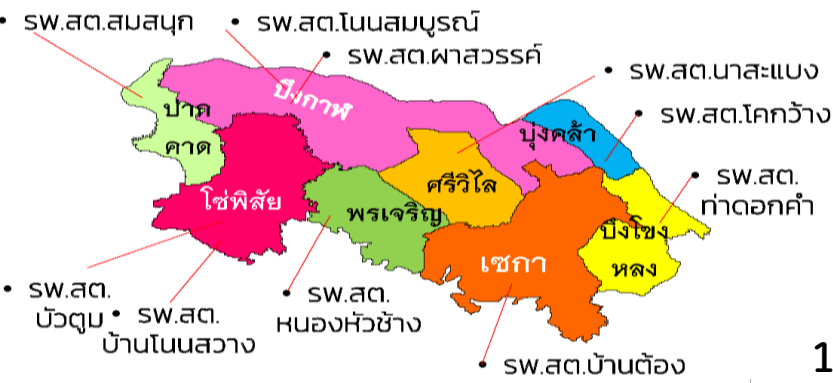 • รพ.สต.สมสนุก
• รพ.สต.โนนสมบูรณ์
• รพ.สต.ผาสวรรค์
• รพ.สต.นาสะแบง
• รพ.สต.โคกว้าง
• รพ.สต.
ท่าดอกคำ
บึงกาฬ
ปาค
คาด
บุ่งคล้า
ศรีวิไล
โซ่พิสัย
พรเจริญ
บึงโขง
หลง
เซกา
• รพ.สต.
บัวตูม
• รพ.สต.
บ้านโนนสวาง
• รพ.สต.
หนองหัวช้าง
• รพ.สต.บ้านต้อง
1